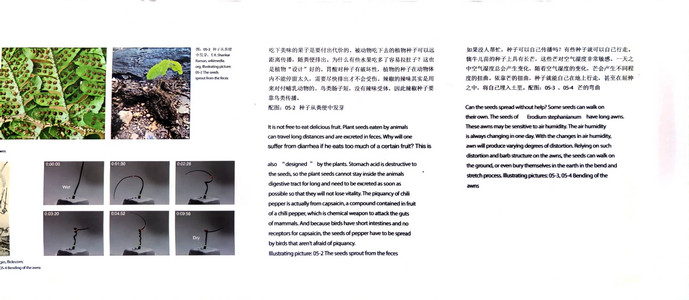 图: 05-2 种子从粪便
中发芽。
ing. Illustrating picture:
05-2 The seeds
sprout from the feces
0:00:00
0:01:30
0:02:26
Wet
0:03:20
0:04:52
0:09:56
Dry
05-4 Bending of the awns
吃下美味的果子是要付出代价的,被动物吃下去的植物种子可以远
距离传播,随粪便排出。为什么有些水果吃多了容易拉肚子?这也
是植物“设计”好的,胃酸对种子有破坏性,植物的种子在动物体
内不能停留太久,需要尽快排出才不会受伤。辣椒的辣味其实是用
来对付哺乳动物的,鸟类肠子短,没有辣味受体,因此辣椒种子要
靠鸟类传播。
配图:05-2 种子从粪便中发芽
It is not free to eat delicious fruit. Plant seeds eaten by animals
can travel long distances and are excreted in feces. Why will one
suffer from diarrhea if he eats too much of a certain fruit? This is
also “designed ” by the plants. Stomach acid is destructive to
the seeds, so the plant seeds cannot stay inside the animals
digestive tract for long and need to be excreted as soon as
possible so that they will not lose vitality. The piquancy of chili
pepper is actually from capsaicin, a compound contained in fruit
of a chili pepper, which is chemical weapon to attack the guts
of mammals. And because birds have short intestines and no
receptors for capsaicin, the seeds of pepper have to be spread
by birds that aren't afraid of piquancy.
Illustrating picture: 05-2 The seeds sprout from the feces
如果没人帮忙,种子可以自己传播吗?有些种子就可以自己行走,
牻牛儿苗的种子上具有长芒,这些芒对空气湿度非常敏感,一天之
中空气湿度总会产生变化,随着空气湿度的变化,芒会产生不同程
度的扭曲,依靠芒的扭曲,种子就能自己在地上行走,甚至在屈伸
之中,将自己埋入土里。配图:05-3 、05-4 芒的弯曲
Can the seeds spread without help? Some seeds can walk on
their own. The seeds of Erodium stephanianum have long awns.
These awns may be sensitive to air humidity. The air humidity
is always changing in one day. With the changes in air humidity,
awn will produce varying degrees of distortion. Relying on such
distortion and barb structure on the awns, the seeds can walk on
the ground, or even bury themselves in the earth in the bend and
stretch process. Illustrating pictures: 05-3, 05-4 Bending of the
awns